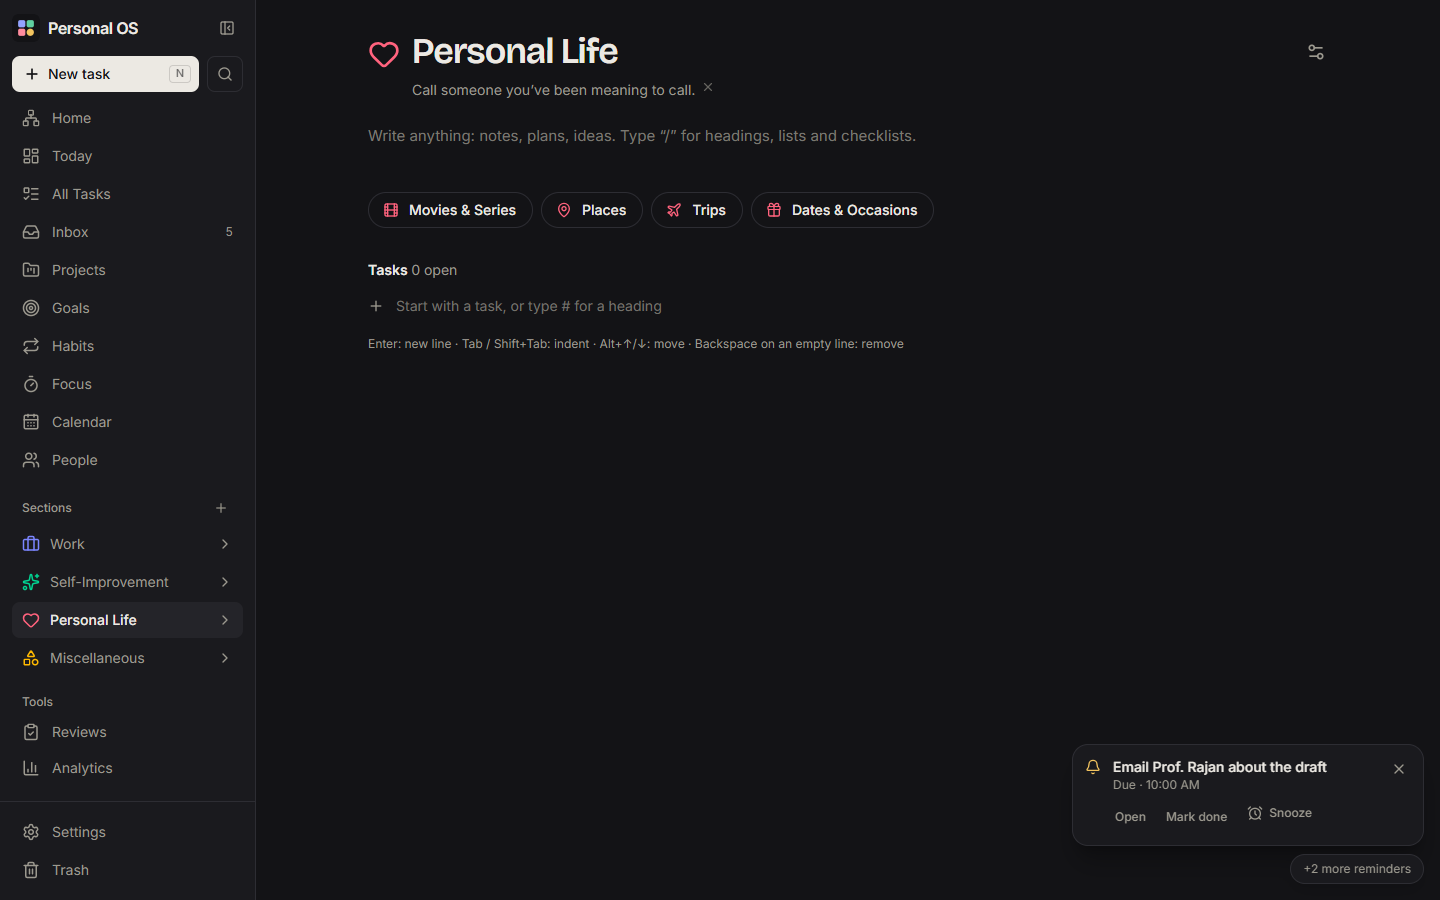 Personal OS
New task N
Home
Today
All Tasks
Inbox 5
Projects
Goals
Habits
Focus
Calendar
People
Sections
Work
Self-Improvement
Personal Life
Miscellaneous
Tools
Reviews
Analytics
Settings
Trash
Personal Life
Call someone you’ve been meaning to call.
Write anything: notes, plans, ideas. Type “/” for headings, lists and checklists.
Movies & Series Places Trips Dates & Occasions
Tasks 0 open
Start with a task, or type # for a heading
Enter: new line · Tab / Shift+Tab: indent · Alt+↑/↓: move · Backspace on an empty line: remove
Email Prof. Rajan about the draft
Due · 10:00 AM
Open Mark done Snooze
+2 more reminders